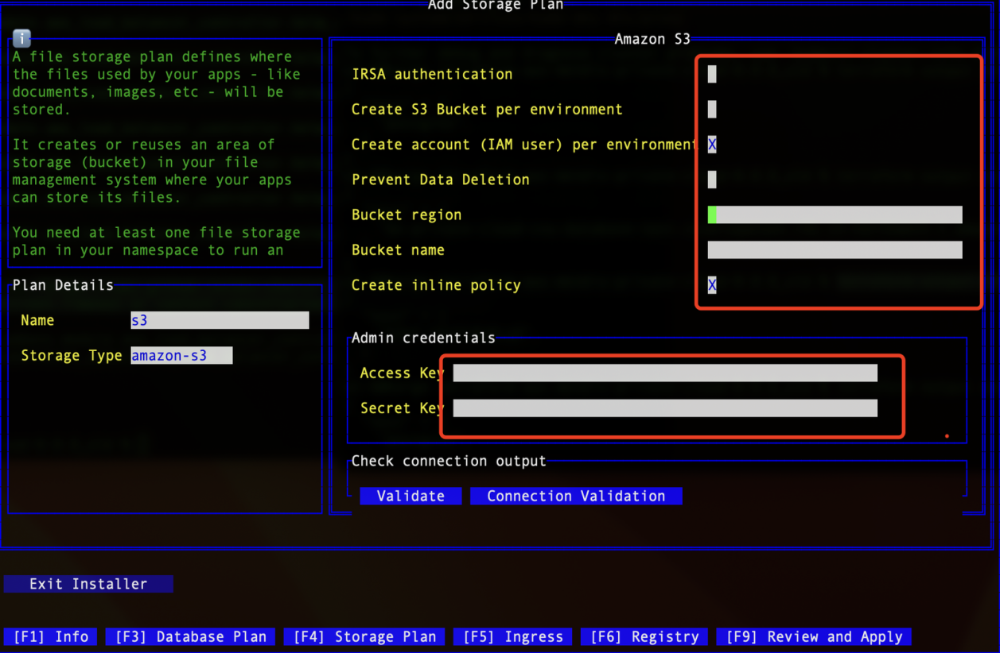 Add Storage Plan
i
A file storage plan defines where
the files used by your apps - like
documents, images, etc - will be
stored.
It creates or reuses an area of
storage (bucket) in your file
management system where your apps
can store its files.
You need at least one file storage
plan in your namespace to run an
Plan Details
Name s3
Storage Type amazon-s3
Amazon S3
IRSA authentication
Create S3 Bucket per environment
Create account (IAM user) per environment X
Prevent Data Deletion
Bucket region
Bucket name
Create inline policy X
Admin credentials
Access Key
Secret Key
Check connection output
Validate Connection Validation
Exit Installer
[F1] Info [F3] Database Plan [F4] Storage Plan [F5] Ingress [F6] Registry [F9] Review and Apply